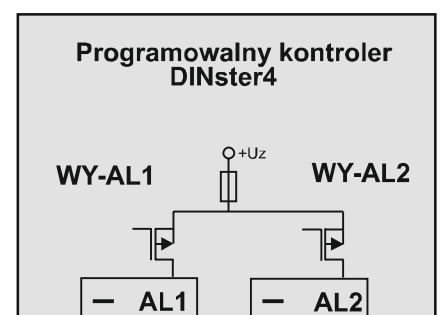 Programowalny kontroler
DINster4
+Uz
WY-AL1
WY-AL2
− AL1
− AL2